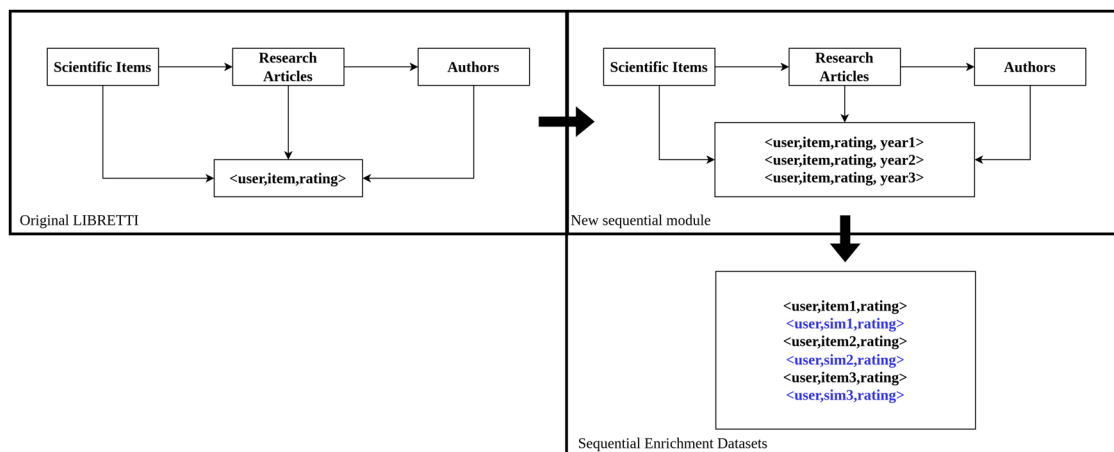 Scientific Items
Research
Articles
Authors
<user,item,rating>
Original LIBRETTI
Scientific Items
Research
Articles
Authors
<user,item,rating, year1>
<user,item,rating, year2>
<user,item,rating, year3>
New sequential module
<user,item1,rating>
<user,sim1,rating>
<user,item2,rating>
<user,sim2,rating>
<user,item3,rating>
<user,sim3,rating>
Sequential Enrichment Datasets